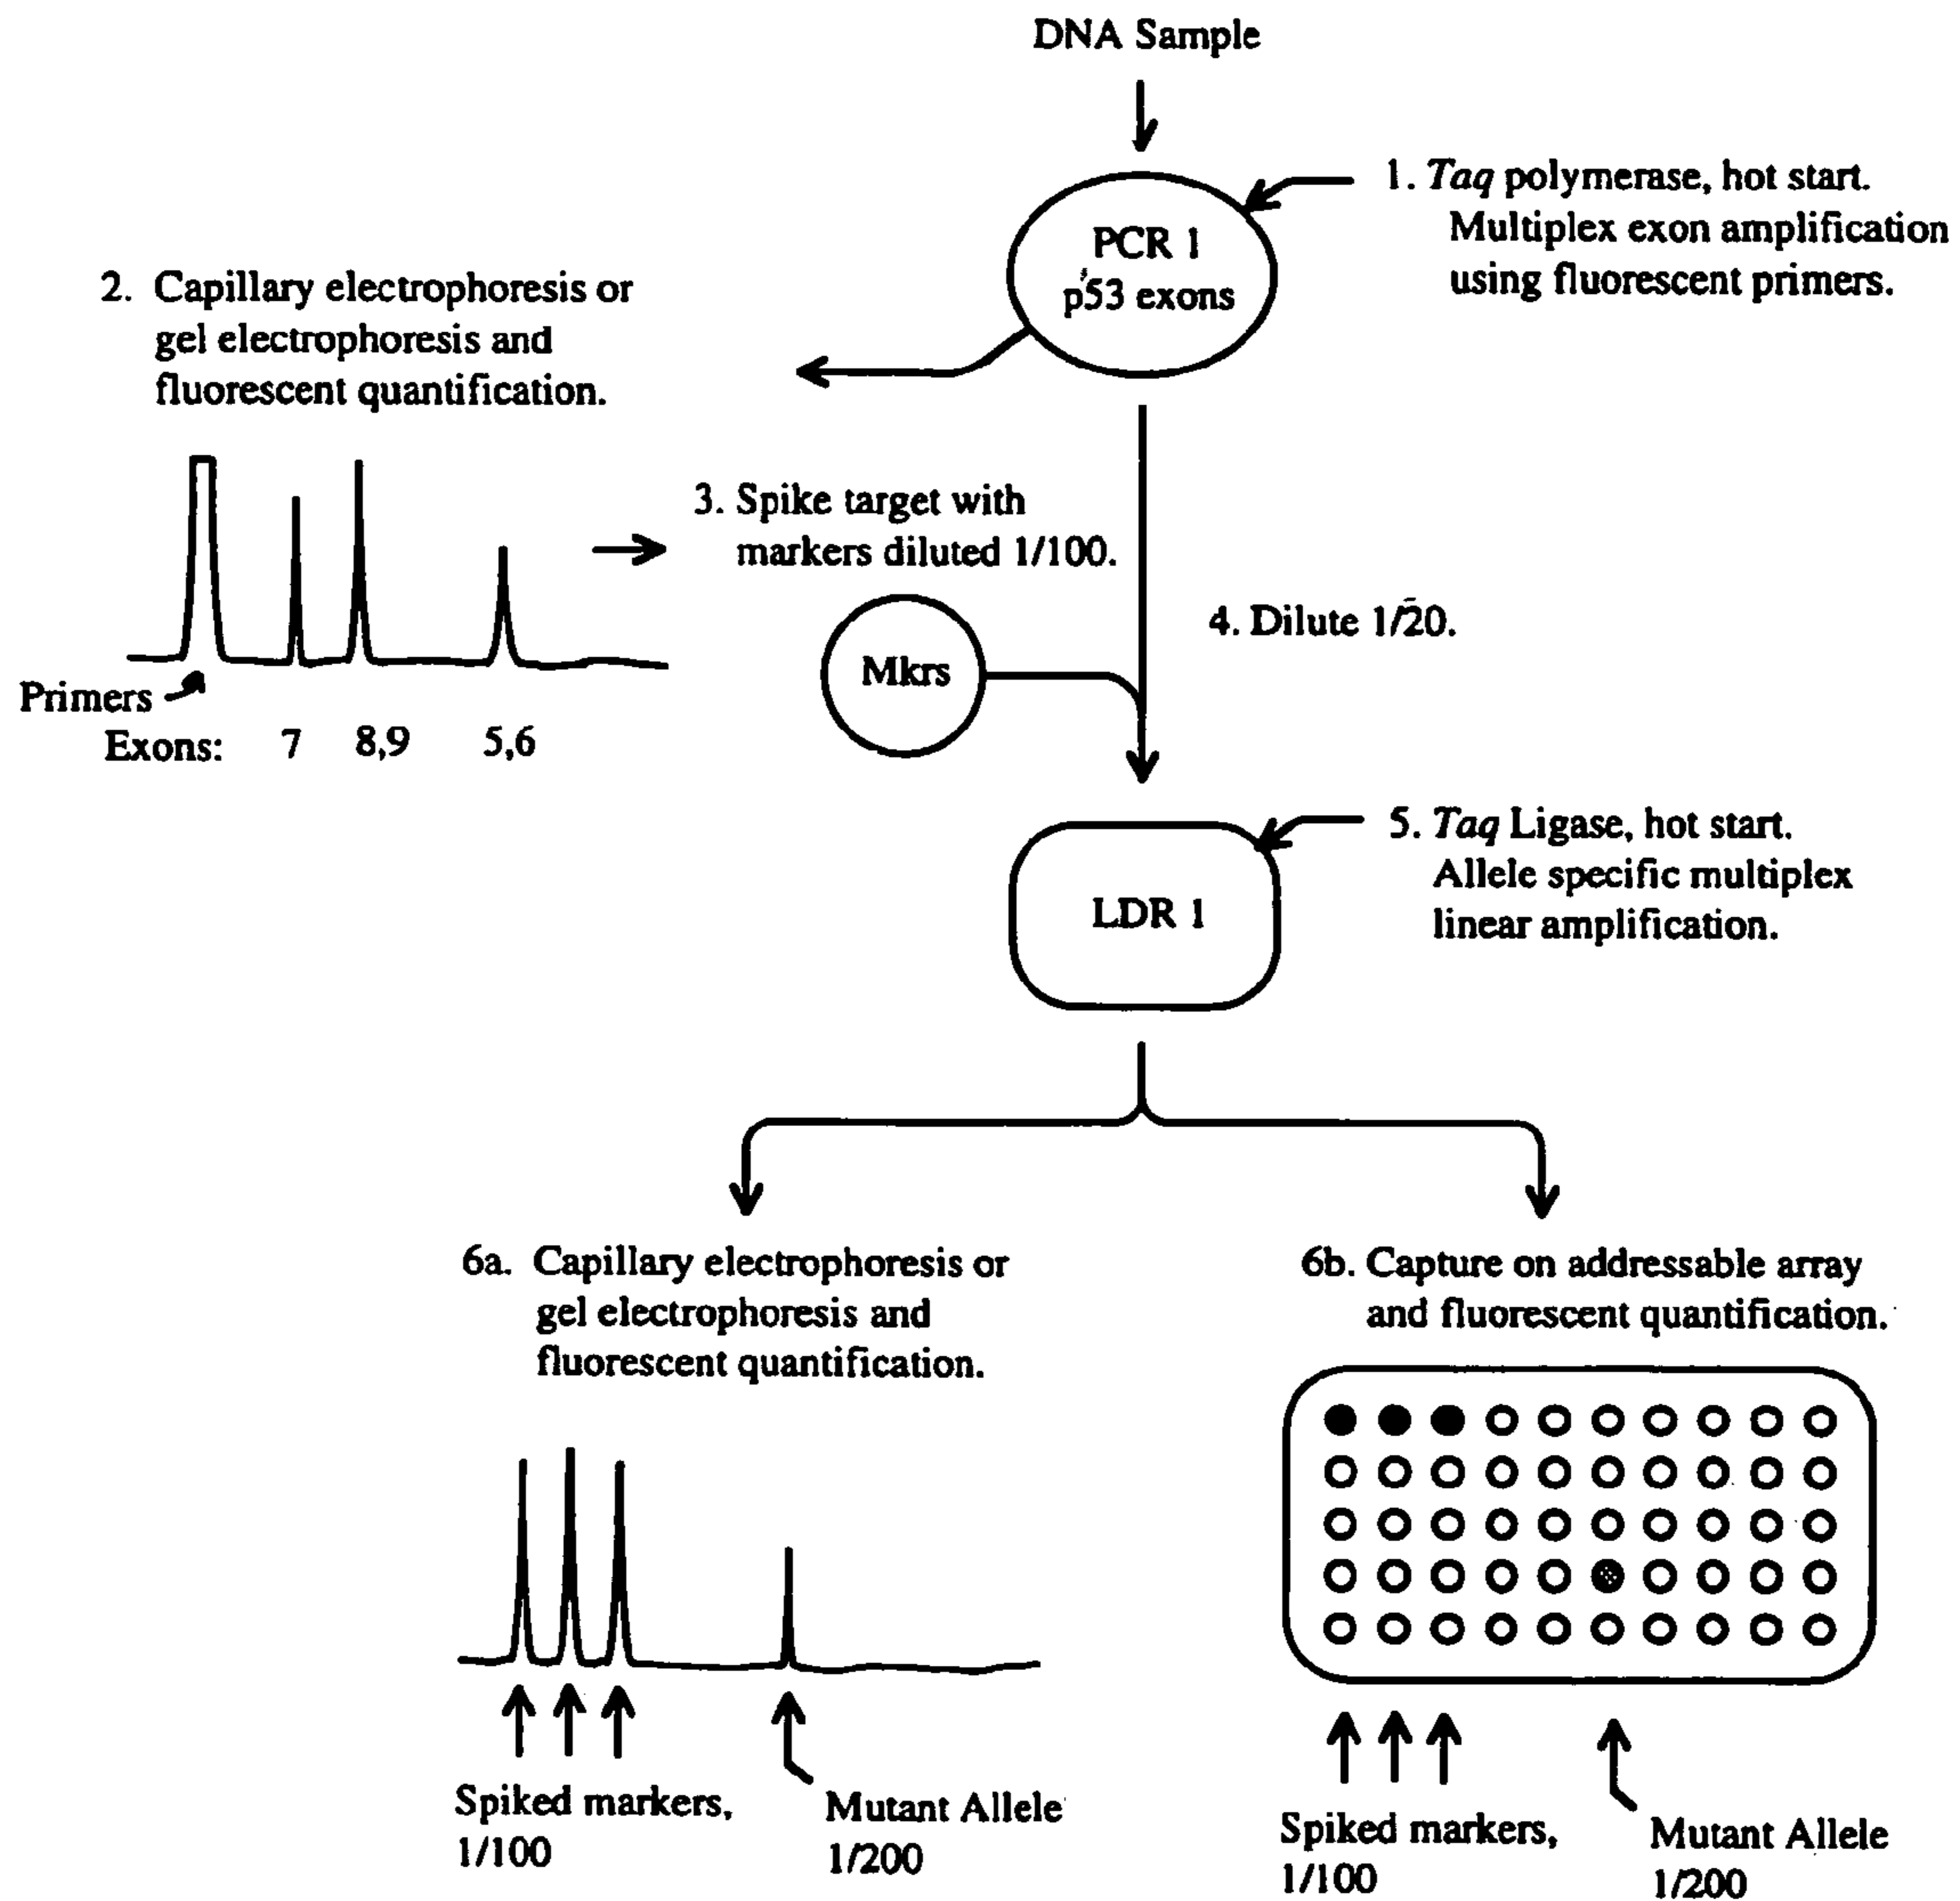 DNA Sample
1. Taq polymerase, hot start.
Multiplex exon amplification
using fluorescent primers.
PCR 1
p53 exons
2. Capillary electrophoresis or
gel electrophoresis and
fluorescent quantification.
3. Spike target with
markers diluted 1/100.
4. Dilute 1/20.
Mkrs
Primers
Exons: 7 8,9 5,6
5. Taq Ligase, hot start.
Allele specific multiplex
linear amplification.
LDR 1
6a. Capillary electrophoresis or
gel electrophoresis and
fluorescent quantification.
6b. Capture on addressable array
and fluorescent quantification.
Spiked markers,
1/100
Mutant Allele
1/200
Spiked markers,
1/100
Mutant Allele
1/200